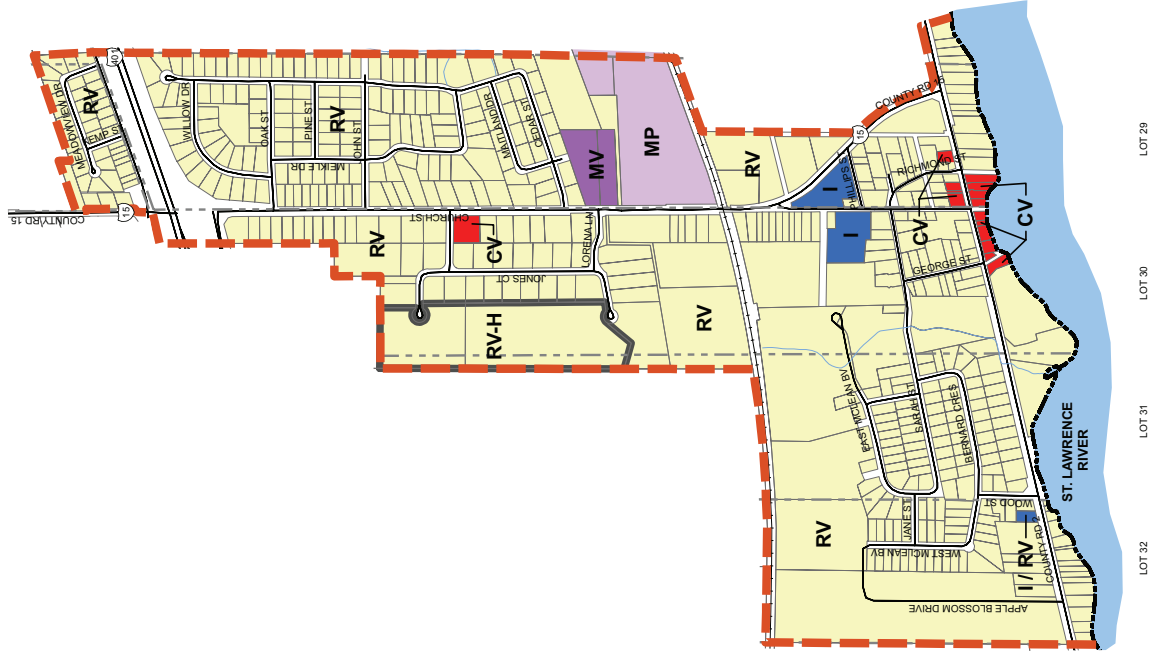 401
MEADOWVIEW DR
RV
KEMP ST
COUNTY RD 15
15
WILLOW DR
OAK ST
PINE ST
RV
JOHN ST
MEIKLE DR
MAITLAND DR
CEDAR ST
MV
MP
RV
COUNTY RD 15
15
I
PHILLIPS ST
RICHMOND ST
LOT 29
CHURCH ST
RV
CV
LORENA LN
JONES CT
RV-H
RV
I
CV
GEORGE ST
CV
LOT 30
EAST MCLEAN BV
SARAH ST
BERNARD CRES
ST. LAWRENCE
RIVER
LOT 31
RV
JANE ST
WEST MCLEAN BV
WOOD ST
I / RV
COUNTY RD 2
APPLE BLOSSOM DRIVE
LOT 32